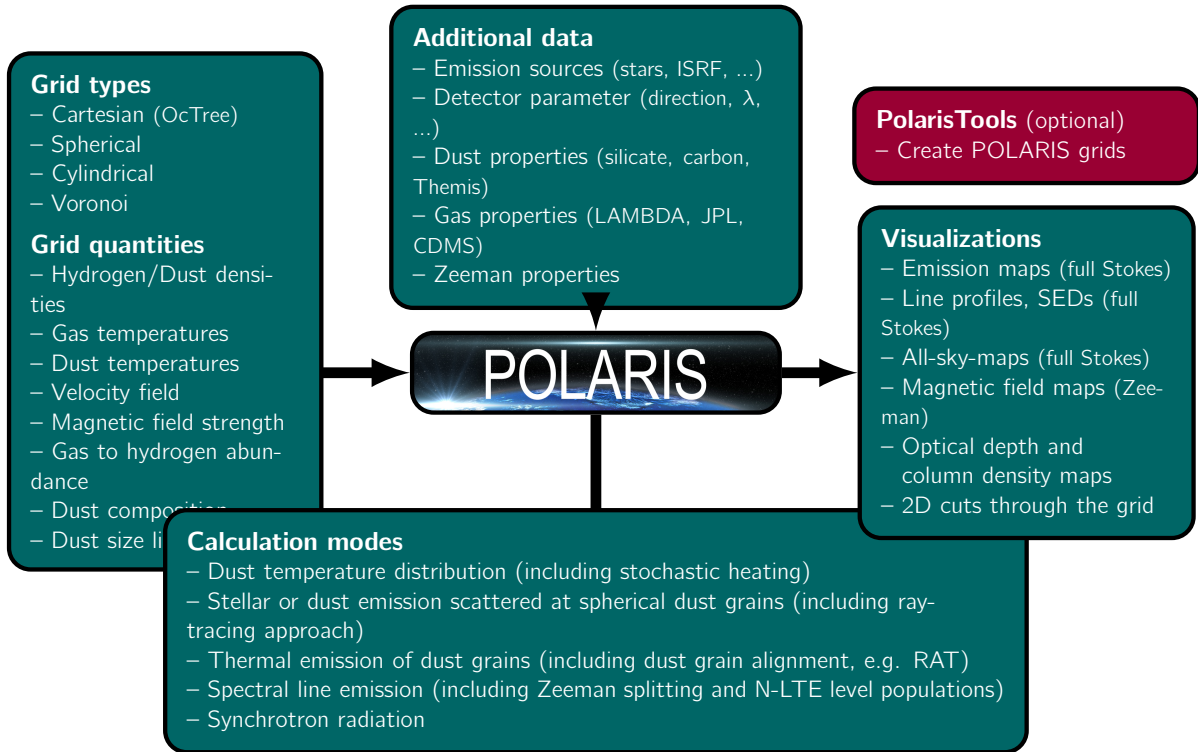 Grid types
– Cartesian (OcTree)
– Spherical
– Cylindrical
– Voronoi
Grid quantities
– Hydrogen/Dust densi-
ties
– Gas temperatures
– Dust temperatures
– Velocity field
– Magnetic field strength
– Gas to hydrogen abun-
dance
– Dust composition
– Dust size li
Additional data
– Emission sources (stars, ISRF, ...)
– Detector parameter (direction, λ,
...)
– Dust properties (silicate, carbon,
Themis)
– Gas properties (LAMBDA, JPL,
CDMS)
– Zeeman properties
POLARIS
PolarisTools (optional)
– Create POLARIS grids
Visualizations
– Emission maps (full Stokes)
– Line profiles, SEDs (full
Stokes)
– All-sky-maps (full Stokes)
– Magnetic field maps (Zee-
man)
– Optical depth and
column density maps
– 2D cuts through the grid
Calculation modes
– Dust temperature distribution (including stochastic heating)
– Stellar or dust emission scattered at spherical dust grains (including ray-
tracing approach)
– Thermal emission of dust grains (including dust grain alignment, e.g. RAT)
– Spectral line emission (including Zeeman splitting and N-LTE level populations)
– Synchrotron radiation